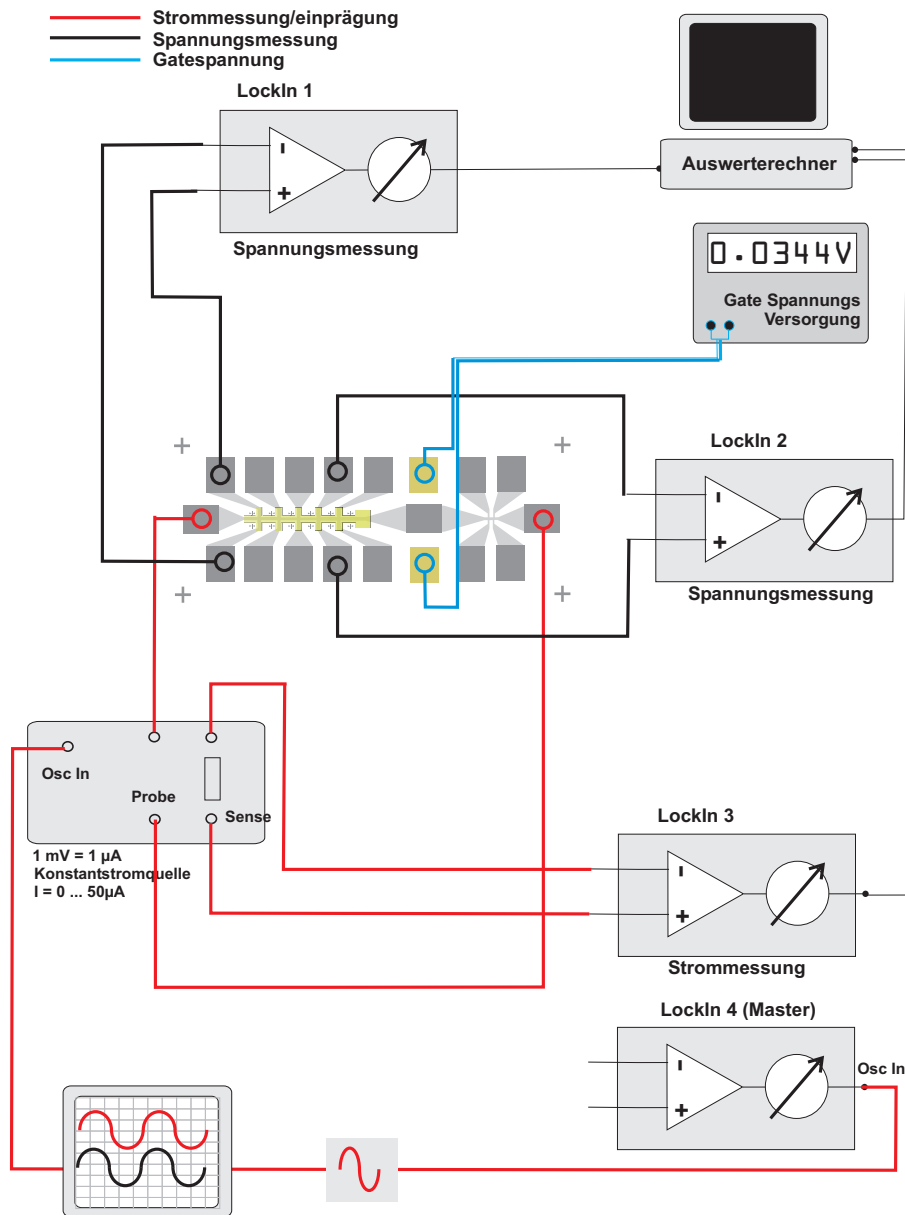 Strommessung/einprägung
Spannungsmessung
Gatespannung
LockIn 1
-
+
Spannungsmessung
Auswerterechner
0.0344V
Gate Spannungs
Versorgung
LockIn 2
-
+
Spannungsmessung
Osc In
Probe
Sense
1 mV = 1 µA
Konstantstromquelle
I = 0 ... 50µA
LockIn 3
-
+
Strommessung
LockIn 4 (Master)
-
+
Osc In